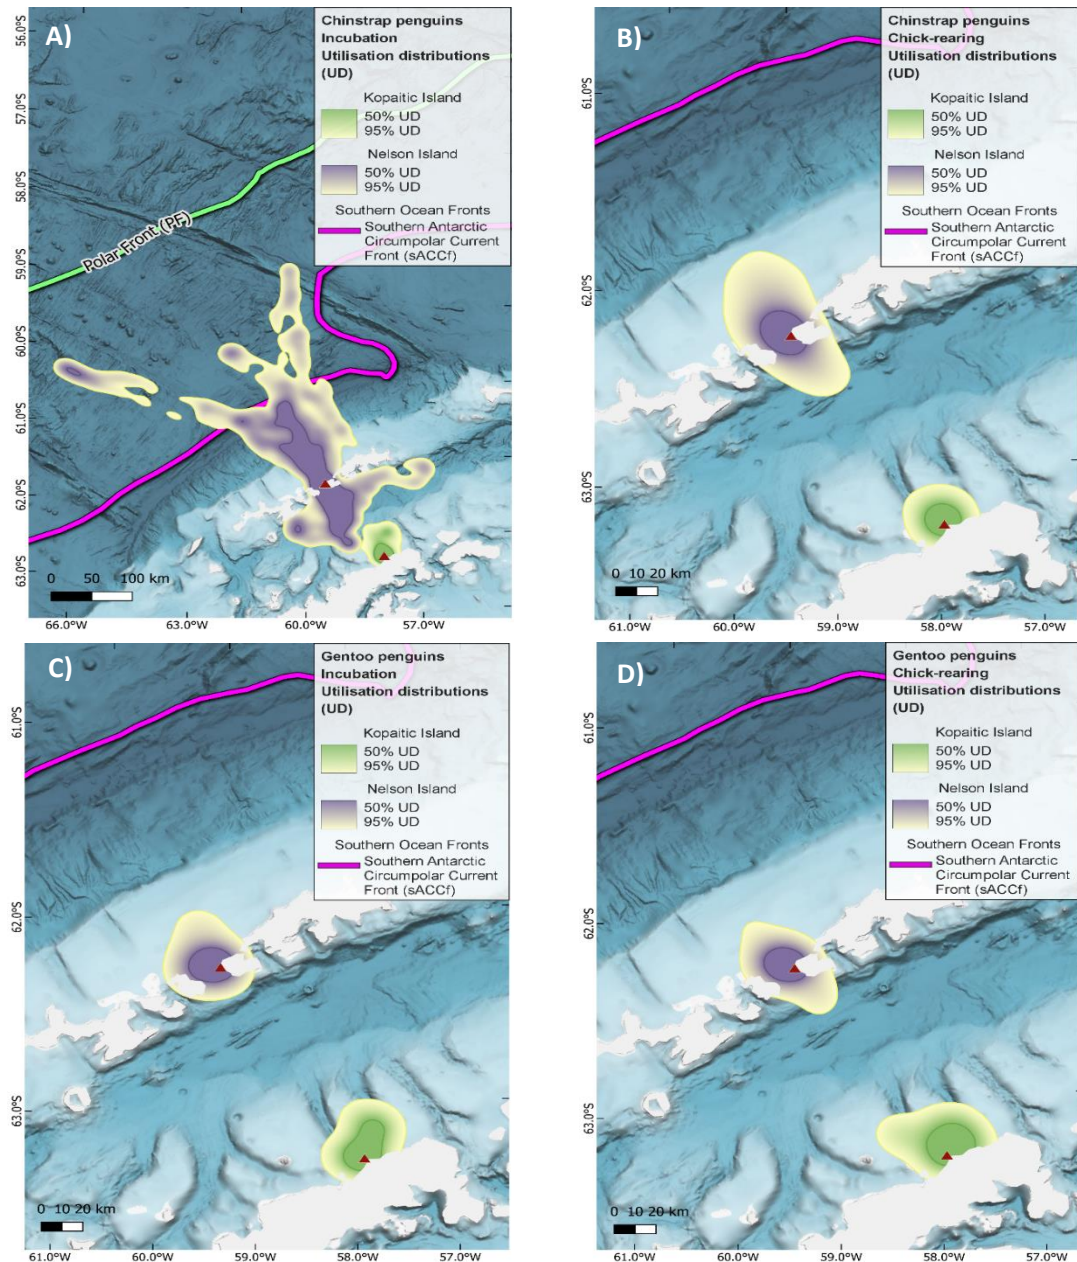 A)
Chinstrap penguins
Incubation
Utilisation distributions
(UD)
Kopaitic Island
50% UD
95% UD
Nelson Island
50% UD
95% UD
Southern Ocean Fronts
Southern Antarctic
Circumpolar Current
Front (sACCf)
Polar Front (PF)
56.0°S
57.0°S
58.0°S
59.0°S
60.0°S
61.0°S
62.0°S
63.0°S
0 50 100 km
66.0°W 63.0°W 60.0°W 57.0°W
B)
Chinstrap penguins
Chick-rearing
Utilisation distributions
(UD)
Kopaitic Island
50% UD
95% UD
Nelson Island
50% UD
95% UD
Southern Ocean Fronts
Southern Antarctic
Circumpolar Current
Front (sACCf)
61.0°S
62.0°S
63.0°S
0 10 20 km
61.0°W 60.0°W 59.0°W 58.0°W 57.0°W
C)
Gentoo penguins
Incubation
Utilisation distributions
(UD)
Kopaitic Island
50% UD
95% UD
Nelson Island
50% UD
95% UD
Southern Ocean Fronts
Southern Antarctic
Circumpolar Current
Front (sACCf)
61.0°S
62.0°S
63.0°S
0 10 20 km
61.0°W 60.0°W 59.0°W 58.0°W 57.0°W
D)
Gentoo penguins
Chick-rearing
Utilisation distributions
(UD)
Kopaitic Island
50% UD
95% UD
Nelson Island
50% UD
95% UD
Southern Ocean Fronts
Southern Antarctic
Circumpolar Current
Front (sACCf)
61.0°S
62.0°S
63.0°S
0 10 20 km
61.0°W 60.0°W 59.0°W 58.0°W 57.0°W